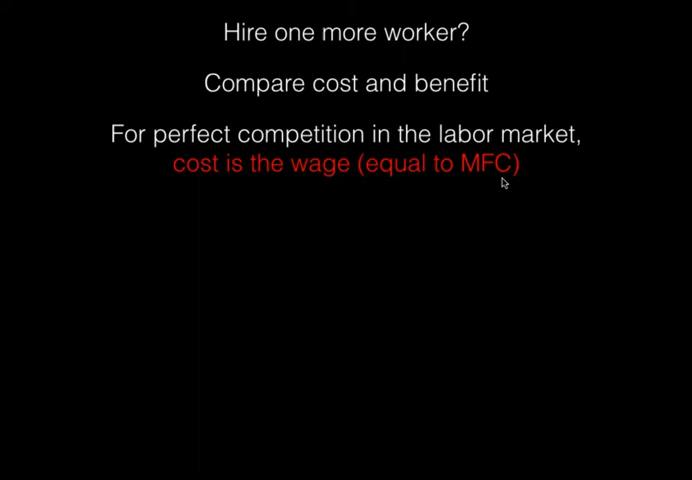 Hire one more worker?
Compare cost and benefit
For perfect competition in the labor market,
cost is the wage (equal to MFC)